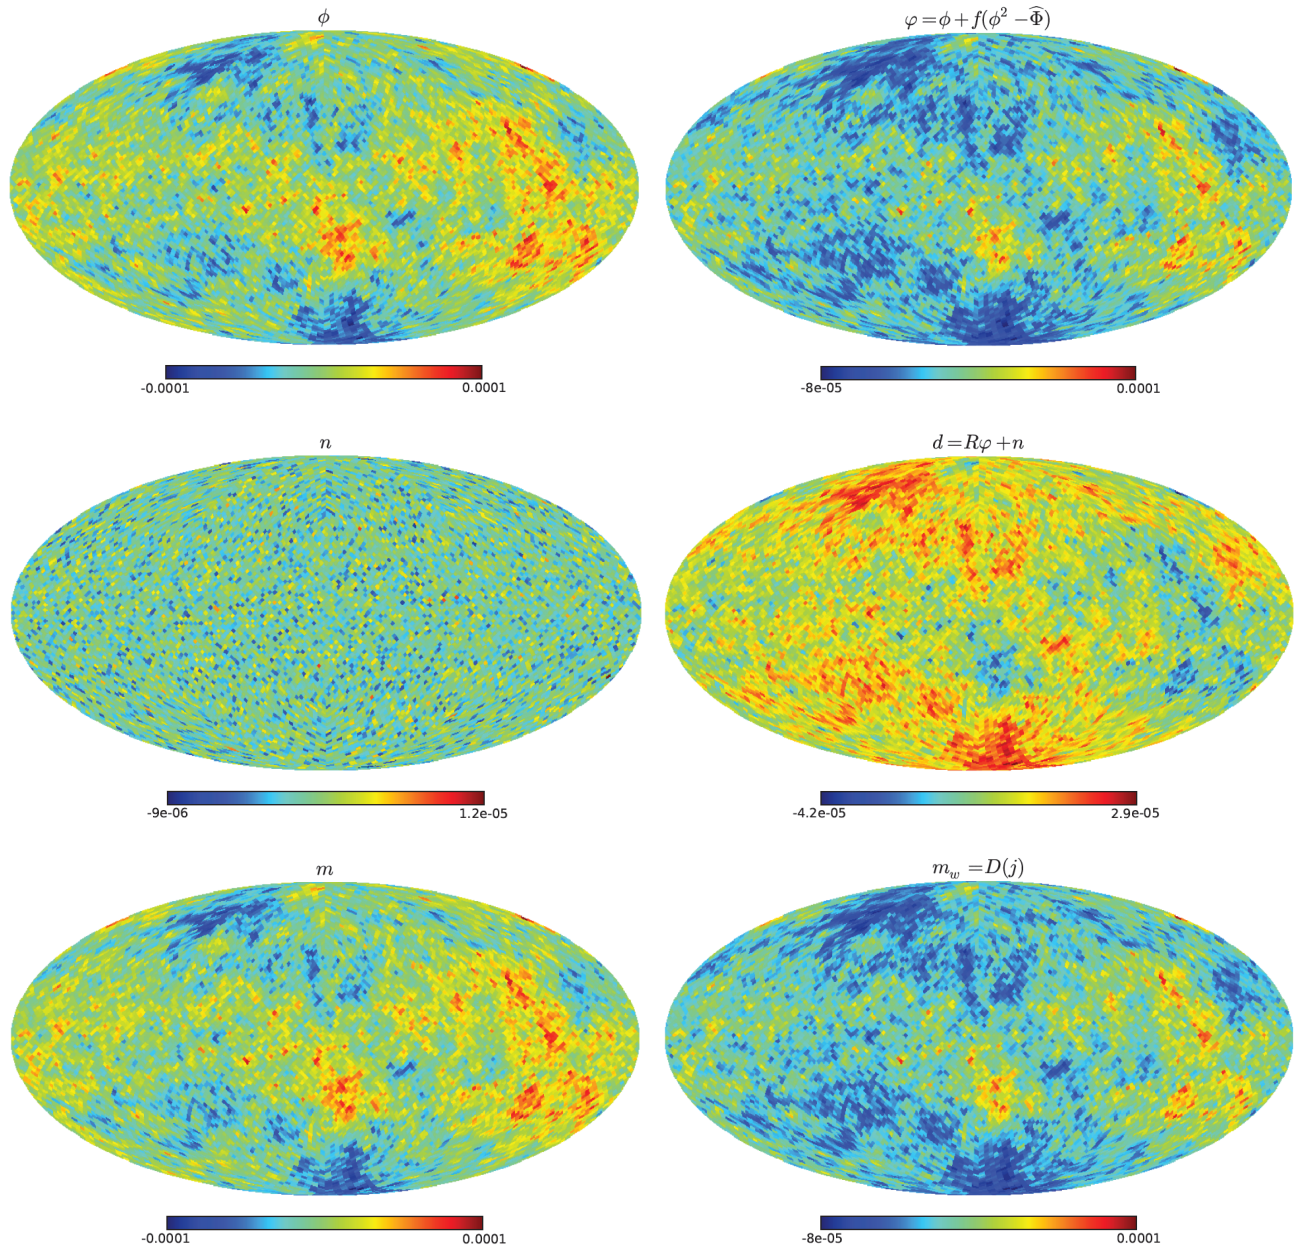 ϕ
φ = ϕ + f(ϕ² − Φ̂)
-0.0001 0.0001
-8e-05 0.0001
n
d = Rφ + n
-9e-06 1.2e-05
-4.2e-05 2.9e-05
m
m_w = D(j)
-0.0001 0.0001
-8e-05 0.0001